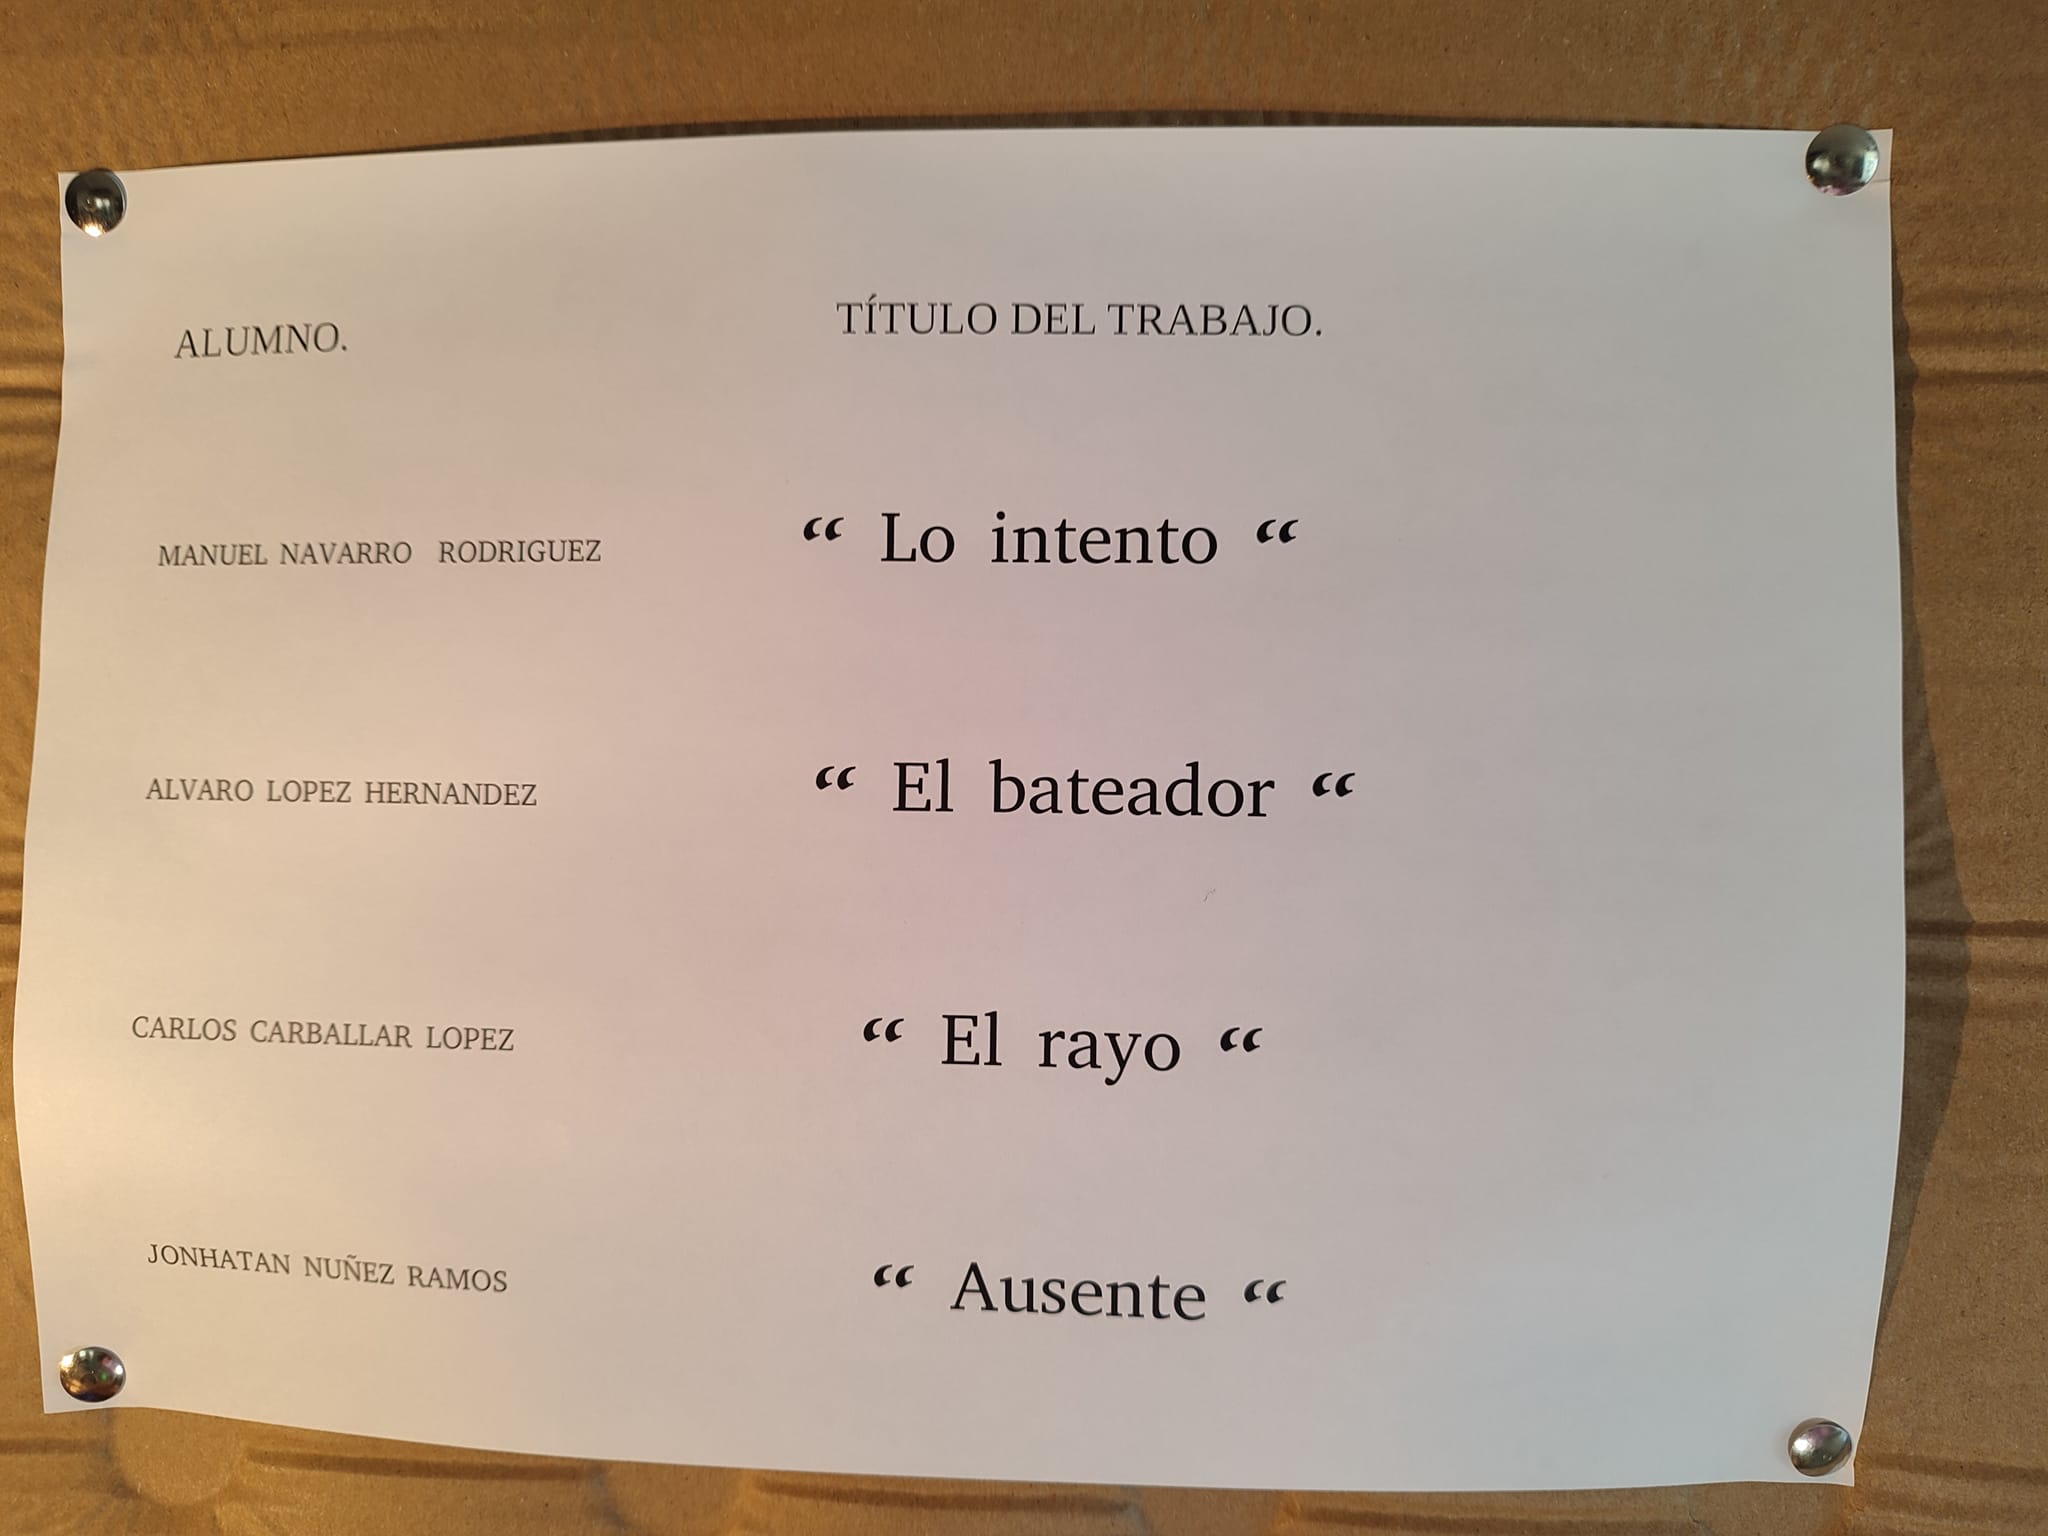 ALUMNO. TÍTULO DEL TRABAJO.
MANUEL NAVARRO RODRIGUEZ “ Lo intento “
ALVARO LOPEZ HERNANDEZ “ El bateador “
CARLOS CARBALLAR LOPEZ “ El rayo “
JONHATAN NUÑEZ RAMOS “ Ausente “